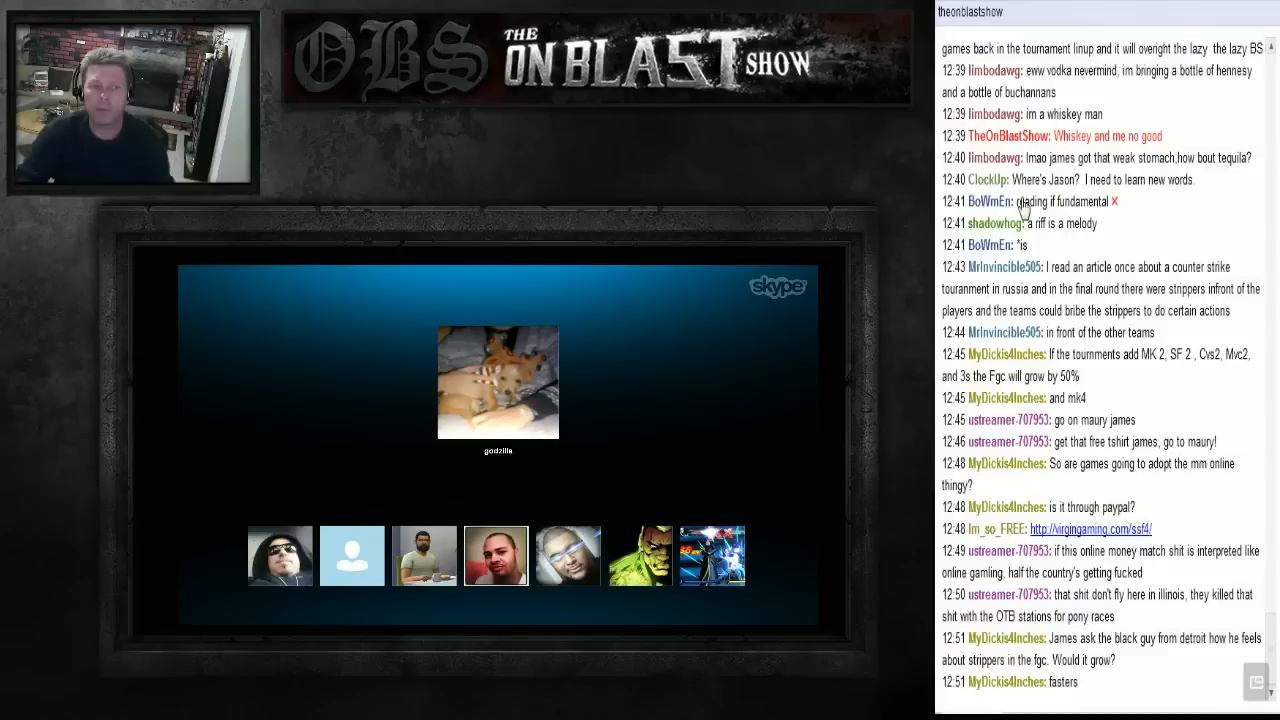 OBS
THE
ON BLAST
SHOW
skype
godzilla
theonblastshow
games back in the tournament linup and it will overight the lazy the lazy BS
12:39 limbodawg: eww vodka nevermind, im bringing a bottle of hennesy
and a bottle of buchannans
12:39 limbodawg: im a whiskey man
12:39 TheOnBlastShow: Whiskey and me no good
12:40 limbodawg: lmao james got that weak stomach,how bout tequila?
12:40 ClockUp: Where's Jason? I need to learn new words.
12:41 BoWmEn: if fundamental
12:41 shadowhog: a riff is a melody
12:41 BoWmEn: *is
12:43 MrInvincible505: I read an article once about a counter strike
touranment in russia and in the final round there were strippers infront of the
players and the teams could bribe the strippers to do certain actions
12:44 MrInvincible505: in front of the other teams
12:45 MyDickis4Inches: If the tournments add MK 2, SF 2 , Cvs2, Mvc2,
and 3s the Fgc will grow by 50%
12:45 MyDickis4Inches: and mk4
12:45 ustreamer-707953: go on maury james
12:46 ustreamer-707953: get that free tshirt james, go to maury!
12:48 MyDickis4Inches: So are games going to adopt the mm online
thingy?
12:48 MyDickis4Inches: is it through paypal?
12:48 Im_so_FREE: http://virgingaming.com/ssf4/
12:49 ustreamer-707953: if this online money match shit is interpreted like
online gamling, half the country's getting fucked
12:50 ustreamer-707953: that shit don't fly here in illinois, they killed that
shit with the OTB stations for pony races
12:51 MyDickis4Inches: James ask the black guy from detroit how he feels
about strippers in the fgc. Would it grow?
12:51 MyDickis4Inches: fasters